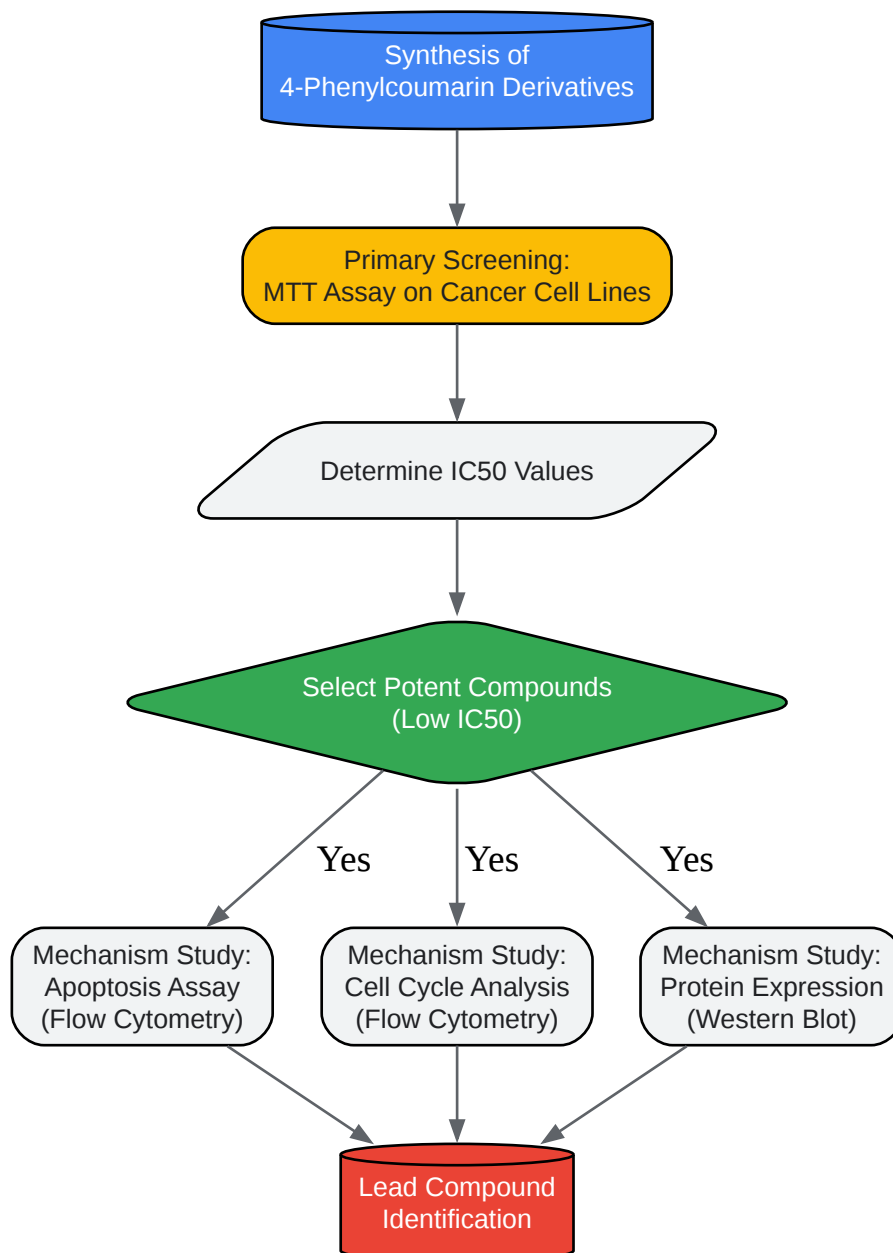 Synthesis of
4-Phenylcoumarin Derivatives
Primary Screening:
MTT Assay on Cancer Cell Lines
Determine IC50 Values
Select Potent Compounds
(Low IC50)
Yes
Yes
Yes
Mechanism Study:
Apoptosis Assay
(Flow Cytometry)
Mechanism Study:
Cell Cycle Analysis
(Flow Cytometry)
Mechanism Study:
Protein Expression
(Western Blot)
Lead Compound
Identification